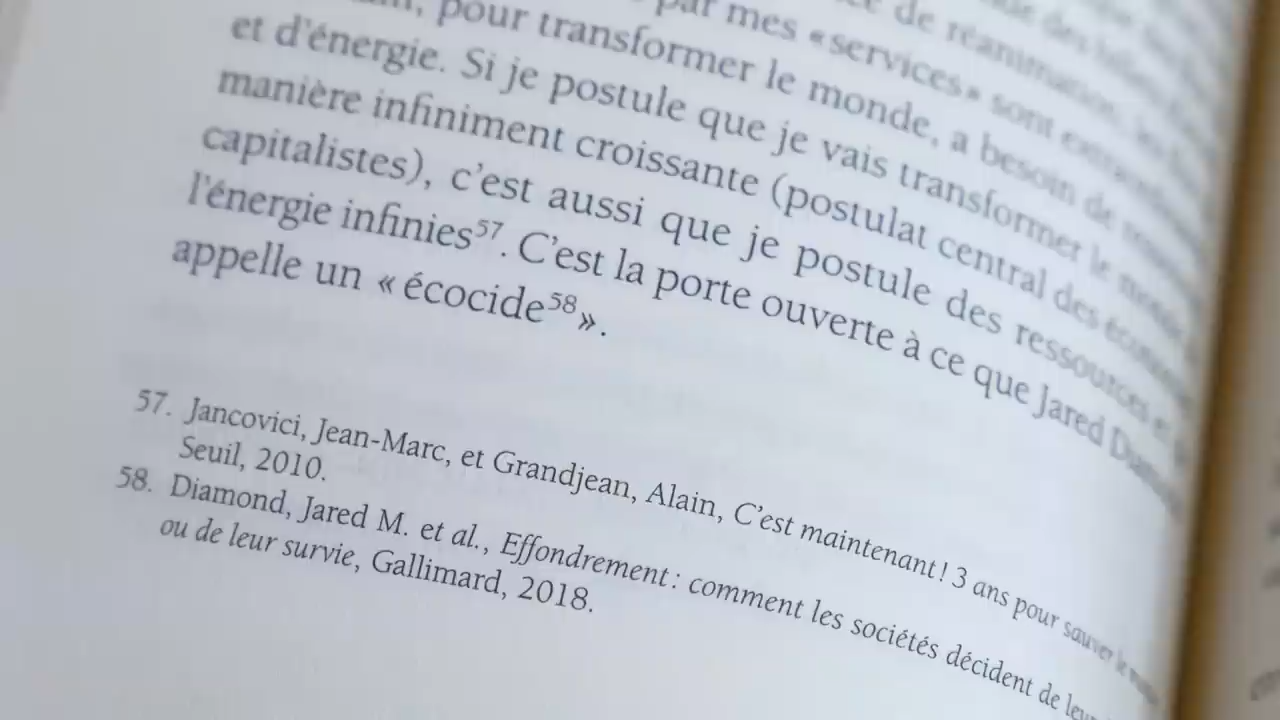 par mes «services» sont
pour transformer le monde, a besoin de
et d'énergie. Si je postule que je vais transformer le monde
manière infiniment croissante (postulat central des
capitalistes), c'est aussi que je postule des ressources et
l'énergie infinies57. C'est la porte ouverte à ce que Jared Diamond
appelle un «écocide58».
57. Jancovici, Jean-Marc, et Grandjean, Alain, C'est maintenant! 3 ans pour sauver le
Seuil, 2010.
58. Diamond, Jared M. et al., Effondrement: comment les sociétés décident de leur
ou de leur survie, Gallimard, 2018.